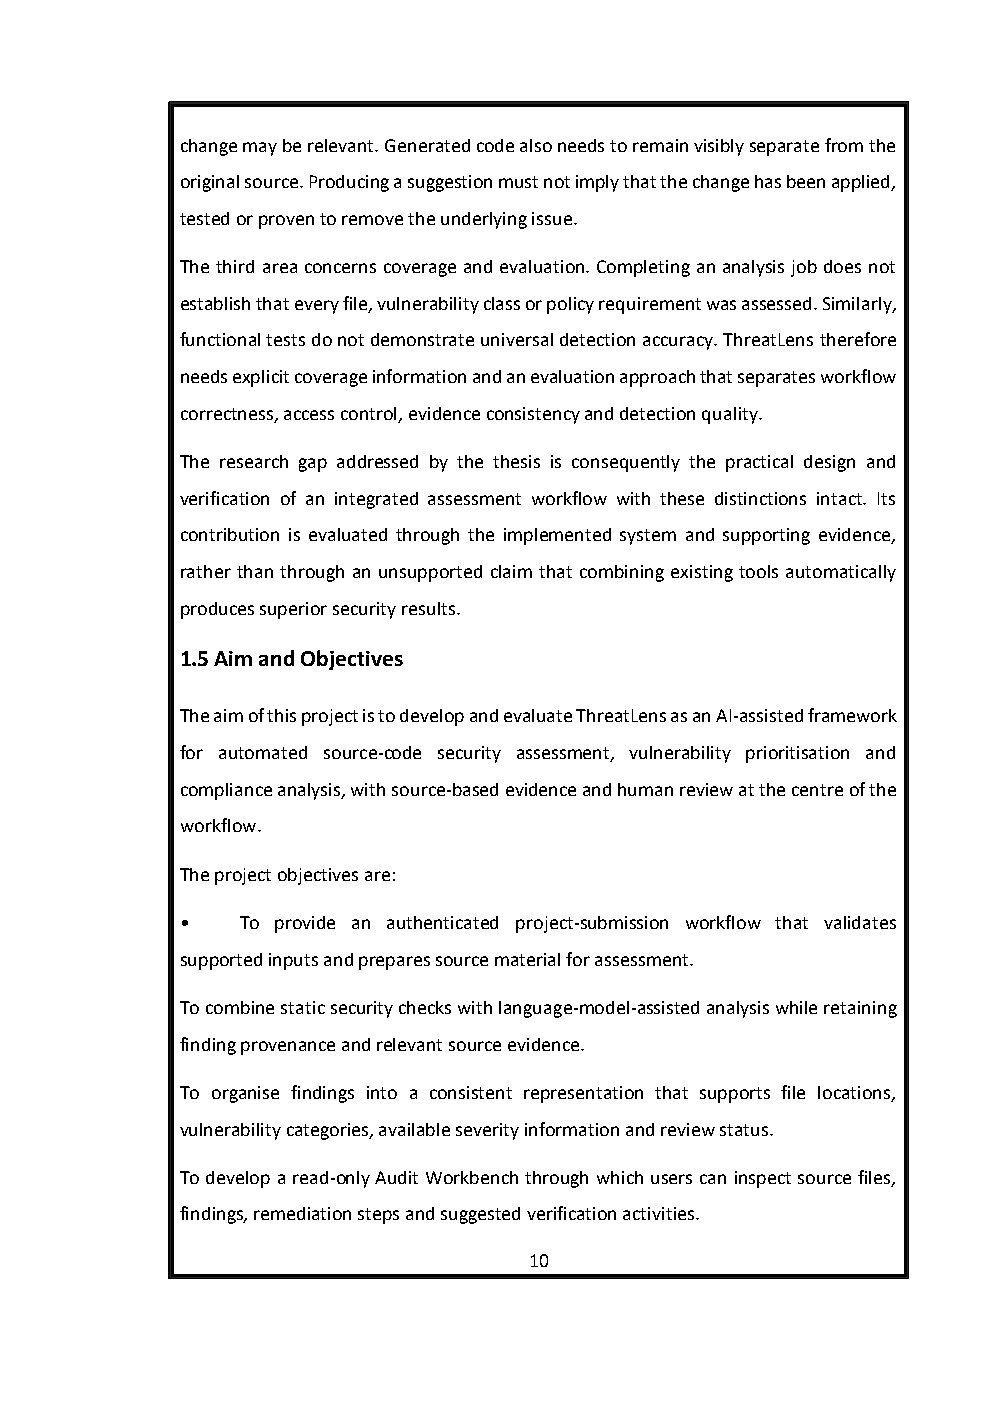 change may be relevant. Generated code also needs to remain visibly separate from the
original source. Producing a suggestion must not imply that the change has been applied,
tested or proven to remove the underlying issue.
The third area concerns coverage and evaluation. Completing an analysis job does not
establish that every file, vulnerability class or policy requirement was assessed. Similarly,
functional tests do not demonstrate universal detection accuracy. ThreatLens therefore
needs explicit coverage information and an evaluation approach that separates workflow
correctness, access control, evidence consistency and detection quality.
The research gap addressed by the thesis is consequently the practical design and
verification of an integrated assessment workflow with these distinctions intact. Its
contribution is evaluated through the implemented system and supporting evidence,
rather than through an unsupported claim that combining existing tools automatically
produces superior security results.
1.5 Aim and Objectives
The aim of this project is to develop and evaluate ThreatLens as an AI-assisted framework
for automated source-code security assessment, vulnerability prioritisation and
compliance analysis, with source-based evidence and human review at the centre of the
workflow.
The project objectives are:
• To provide an authenticated project-submission workflow that validates
supported inputs and prepares source material for assessment.
To combine static security checks with language-model-assisted analysis while retaining
finding provenance and relevant source evidence.
To organise findings into a consistent representation that supports file locations,
vulnerability categories, available severity information and review status.
To develop a read-only Audit Workbench through which users can inspect source files,
findings, remediation steps and suggested verification activities.
10